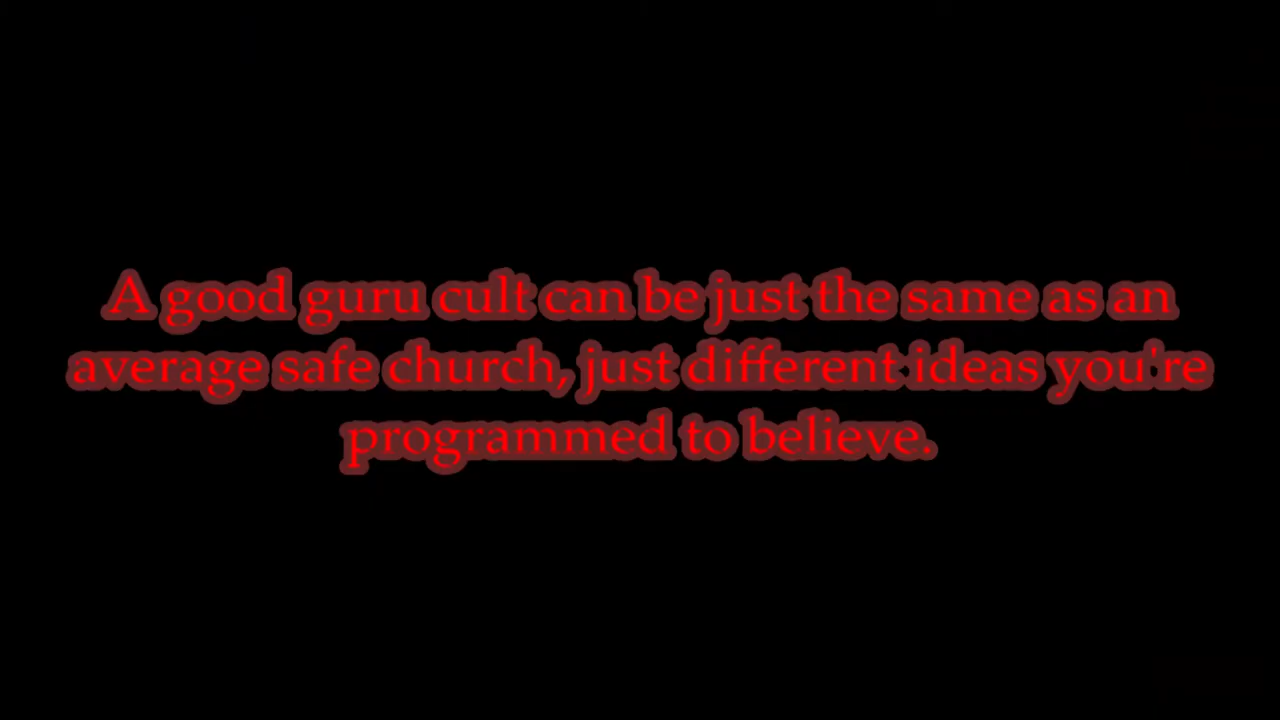 A good guru cult can be just the same as an
average safe church, just different ideas you're
programmed to believe.